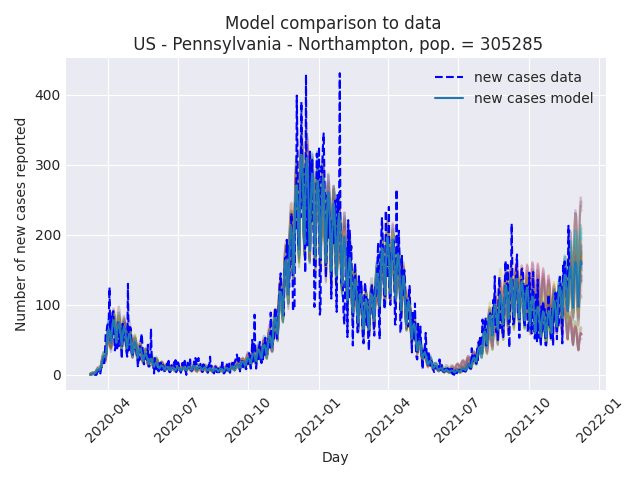 Model comparison to data
US - Pennsylvania - Northampton, pop. = 305285
new cases data
new cases model
Number of new cases reported
400
300
200
100
0
2020-04
2020-07
2020-10
2021-01
2021-04
2021-07
2021-10
2022-01
Day